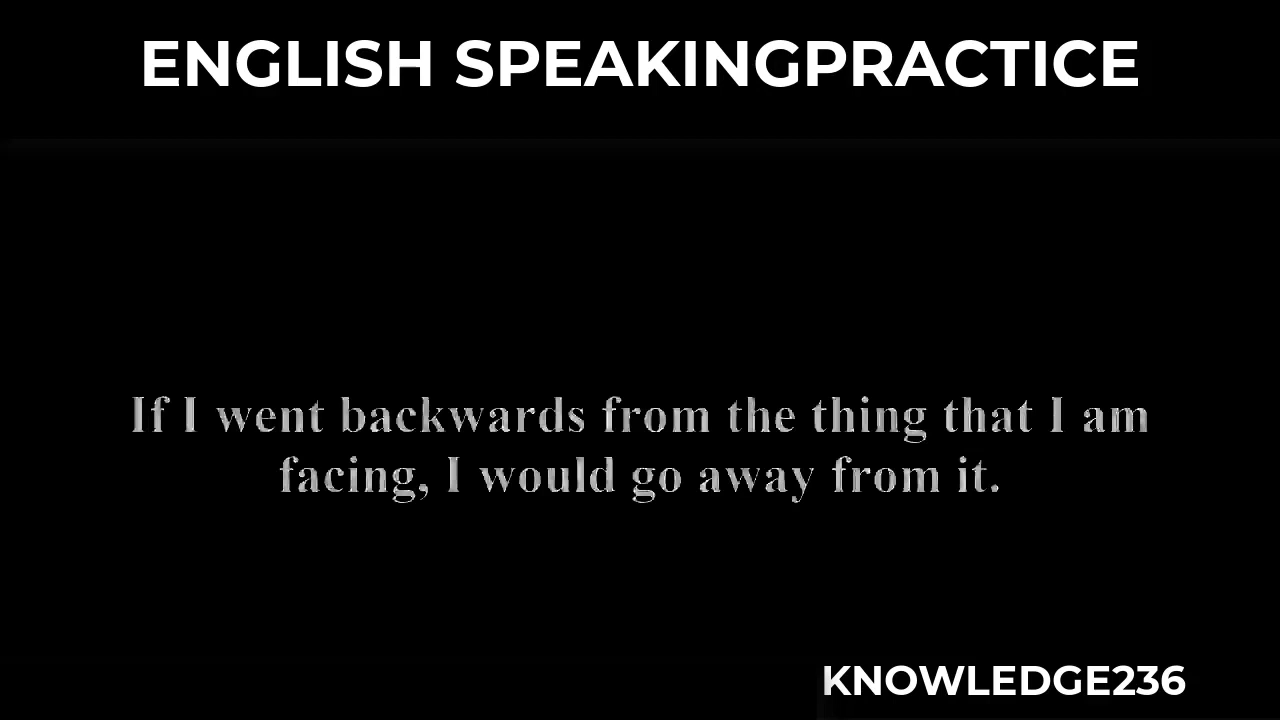 ENGLISH SPEAKINGPRACTICE
If I went backwards from the thing that I am
facing, I would go away from it.
KNOWLEDGE236